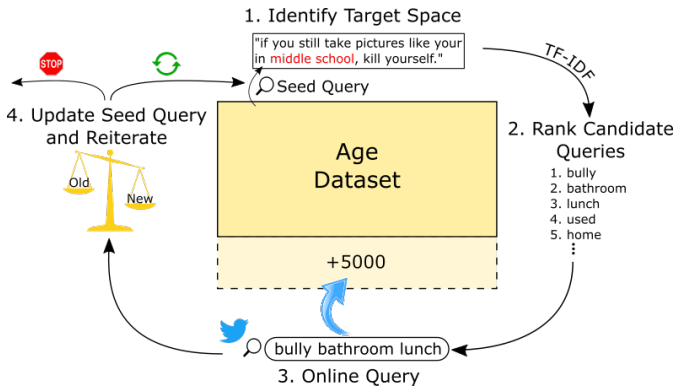 1. Identify Target Space
"if you still take pictures like your
in middle school, kill yourself."
Seed Query
TF-IDF
2. Rank Candidate
Queries
1. bully
2. bathroom
3. lunch
4. used
5. home
Age
Dataset
+5000
bully bathroom lunch
3. Online Query
STOP
4. Update Seed Query
and Reiterate
Old
New